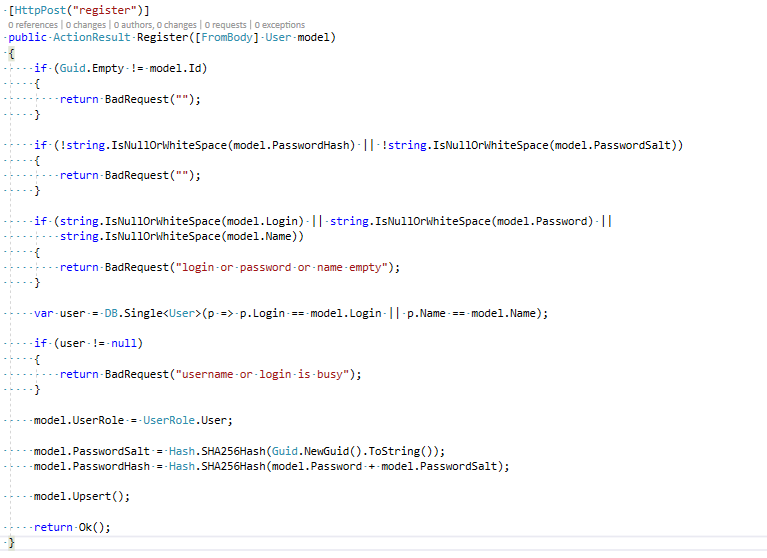 [HttpPost("register")]
0 references | 0 changes | 0 authors, 0 changes | 0 requests | 0 exceptions
public ActionResult Register([FromBody] User model)
{
    if (Guid.Empty != model.Id)
    {
        return BadRequest("");
    }

    if (!string.IsNullOrWhiteSpace(model.PasswordHash) || !string.IsNullOrWhiteSpace(model.PasswordSalt))
    {
        return BadRequest("");
    }

    if (string.IsNullOrWhiteSpace(model.Login) || string.IsNullOrWhiteSpace(model.Password) ||
        string.IsNullOrWhiteSpace(model.Name))
    {
        return BadRequest("login or password or name empty");
    }

    var user = DB.Single<User>(p => p.Login == model.Login || p.Name == model.Name);

    if (user != null)
    {
        return BadRequest("username or login is busy");
    }

    model.UserRole = UserRole.User;

    model.PasswordSalt = Hash.SHA256Hash(Guid.NewGuid().ToString());
    model.PasswordHash = Hash.SHA256Hash(model.Password + model.PasswordSalt);

    model.Upsert();

    return Ok();
}